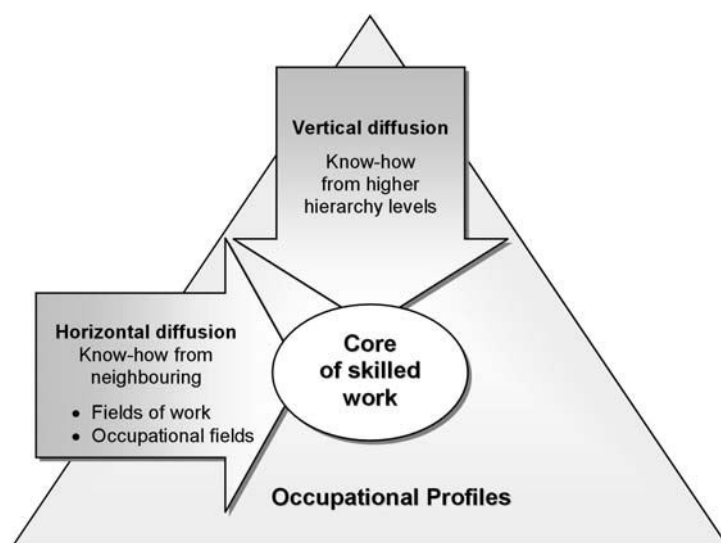 Vertical diffusion
Know-how
from higher
hierarchy levels
Horizontal diffusion
Know-how from
neighbouring
• Fields of work
• Occupational fields
Core
of skilled
work
Occupational Profiles